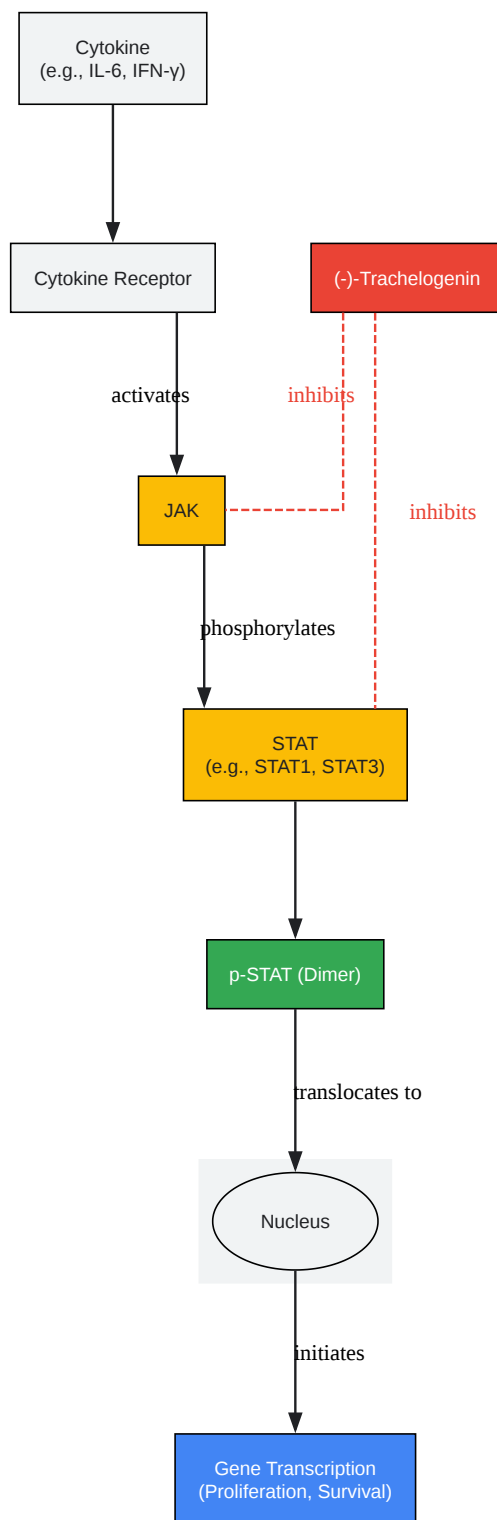 Cytokine
(e.g., IL-6, IFN-γ)
Cytokine Receptor
(-)-Trachelogenin
activates
inhibits
JAK
inhibits
phosphorylates
STAT
(e.g., STAT1, STAT3)
p-STAT (Dimer)
translocates to
Nucleus
initiates
Gene Transcription
(Proliferation, Survival)